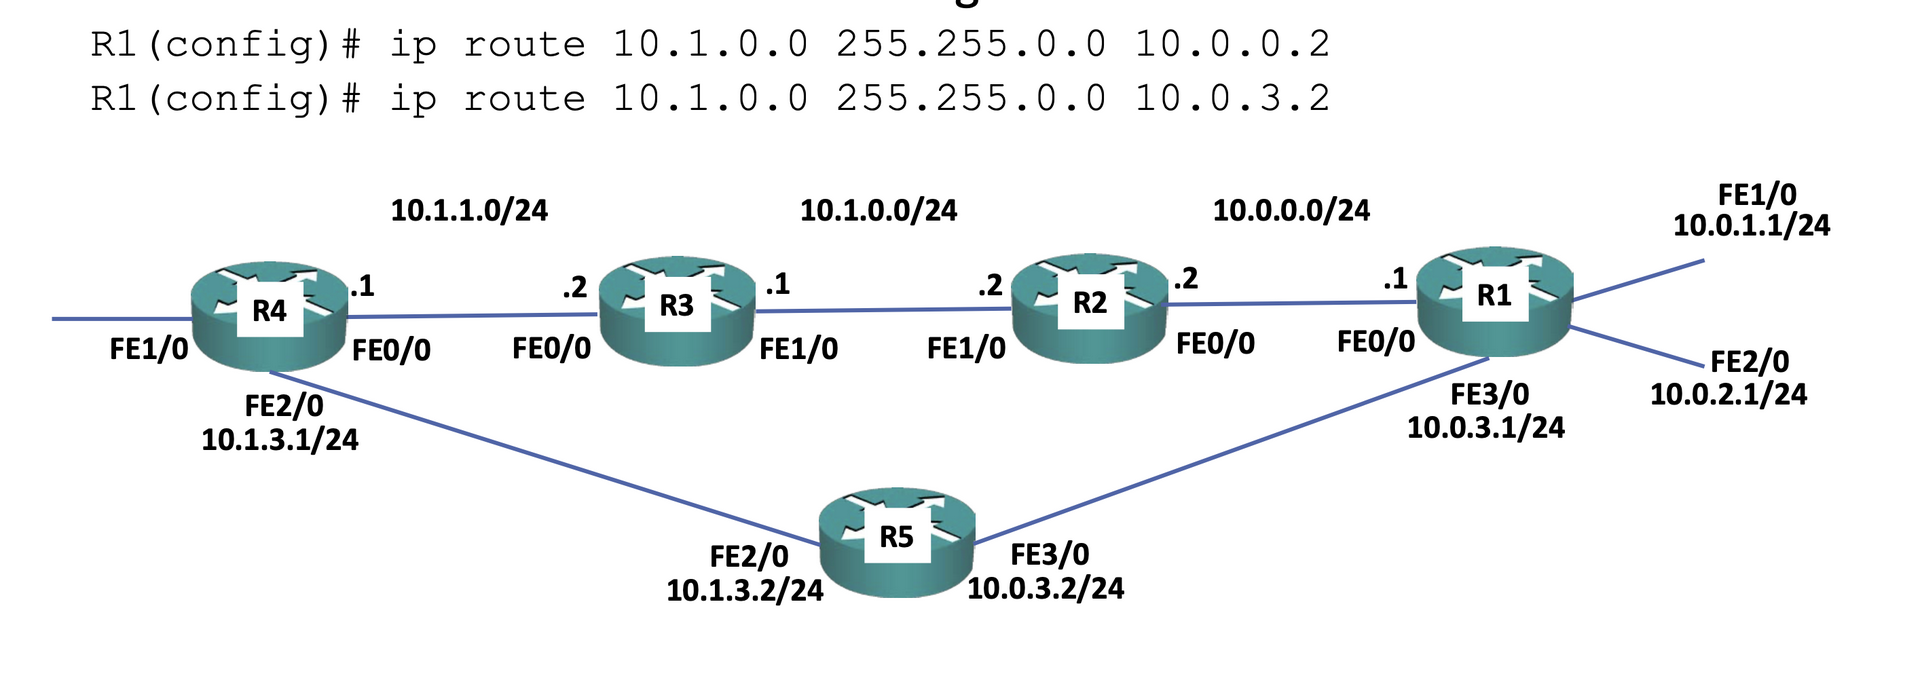 R1(config)# ip route 10.1.0.0 255.255.0.0 10.0.0.2
R1(config)# ip route 10.1.0.0 255.255.0.0 10.0.3.2
10.1.1.0/24
10.1.0.0/24
10.0.0.0/24
FE1/0
10.0.1.1/24
R4
.1
.2
R3
.1
.2
R2
.2
.1
R1
FE1/0
FE0/0
FE0/0
FE1/0
FE1/0
FE0/0
FE0/0
FE2/0
10.0.2.1/24
FE2/0
10.1.3.1/24
FE3/0
10.0.3.1/24
R5
FE2/0
10.1.3.2/24
FE3/0
10.0.3.2/24